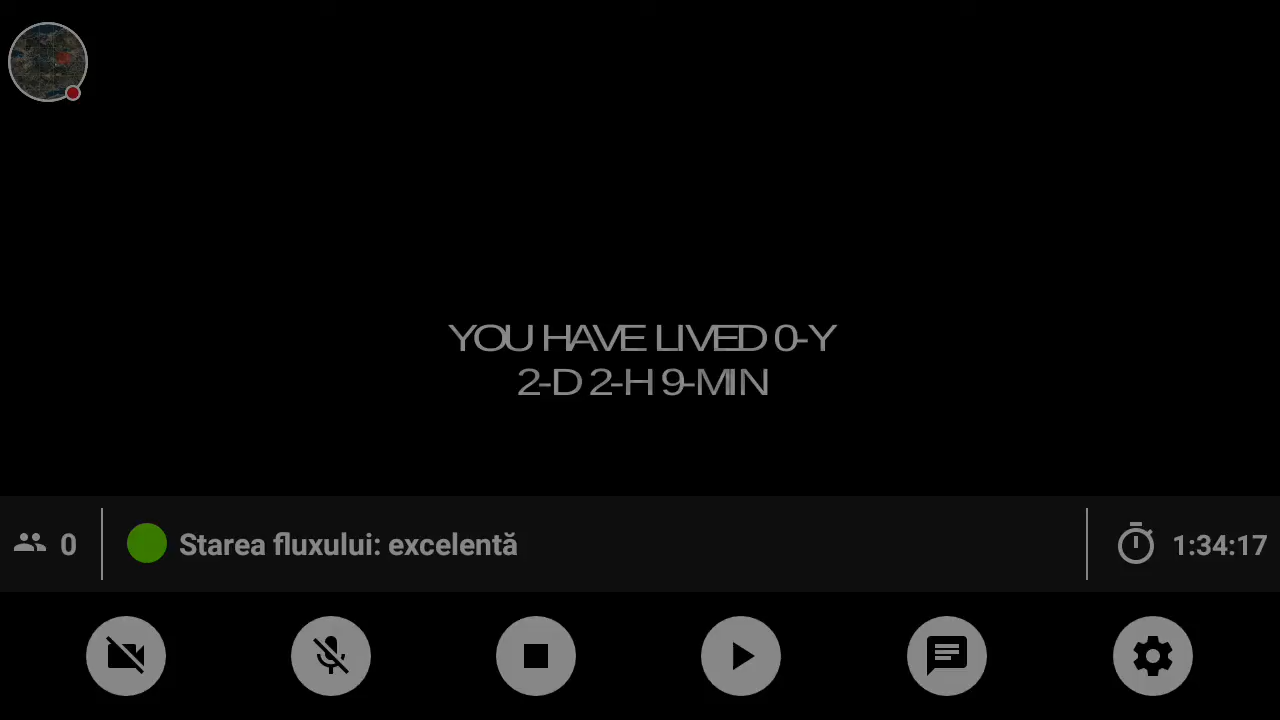 YOU HAVE LIVED 0-Y
2-D 2-H 9-MIN
0
Starea fluxului: excelentă
1:34:17